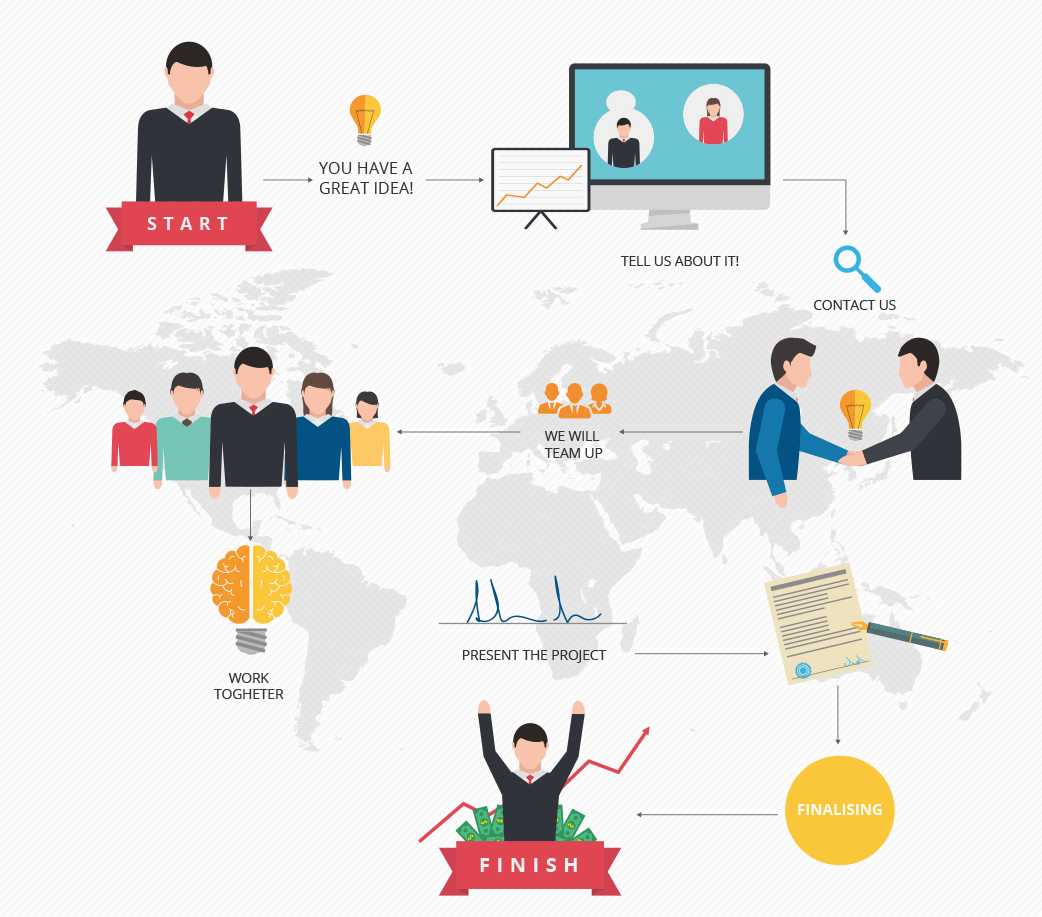 START
YOU HAVE A
GREAT IDEA!
TELL US ABOUT IT!
CONTACT US
WE WILL
TEAM UP
WORK
TOGHETER
PRESENT THE PROJECT
FINALISING
FINISH